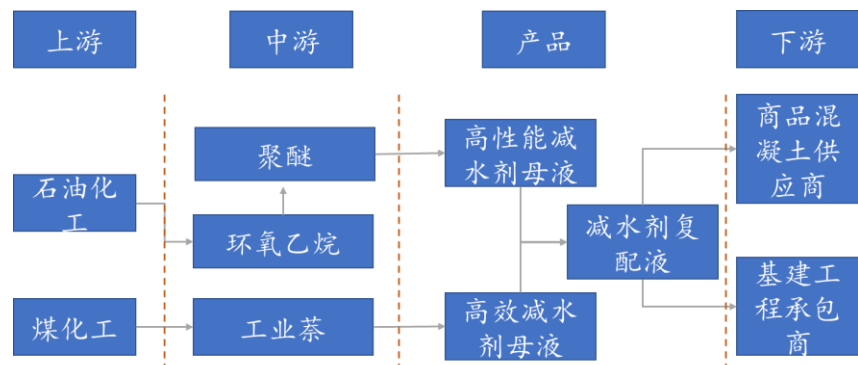 上游
中游
产品
下游
聚醚
高性能减
水剂母液
商品混
凝土供
应商
石油化
工
环氧乙烷
减水剂复
配液
煤化工
工业萘
高效减水
剂母液
基建工
程承包
商